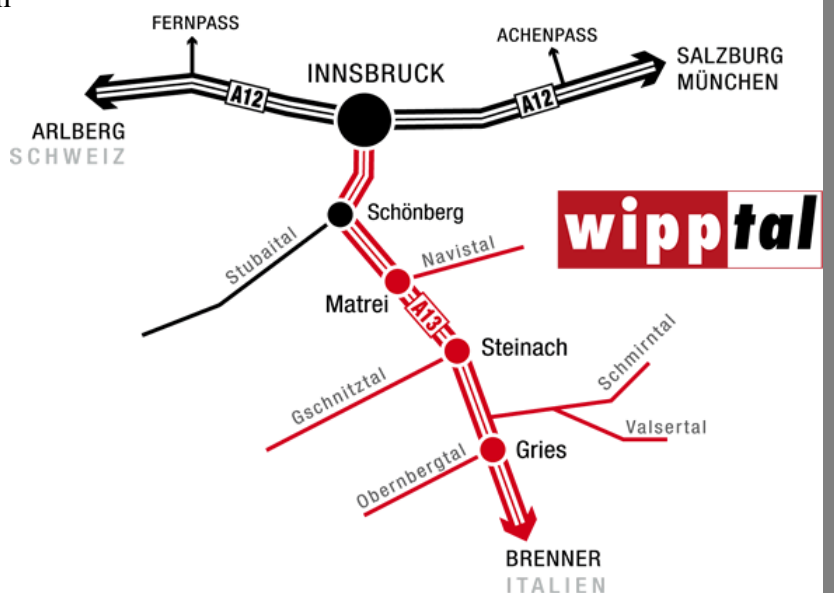 FERNPASS
ACHENPASS
INNSBRUCK
SALZBURG
MÜNCHEN
A12
A12
ARLBERG
SCHWEIZ
Schönberg
wipptal
Stubaital
Navistal
Matrei
A13
Steinach
Schmirntal
Gschnitztal
Valsertal
Gries
Obernbergtal
BRENNER
ITALIEN